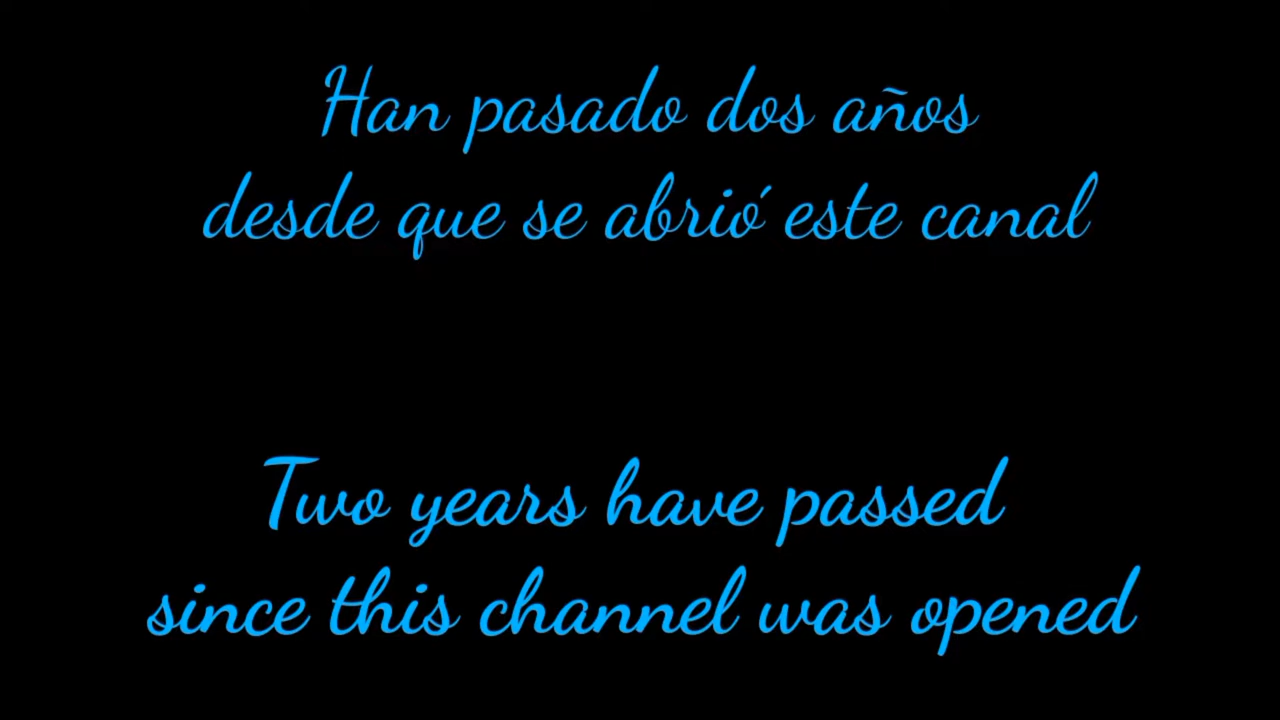 Han pasado dos años
desde que se abrió este canal
Two years have passed
since this channel was opened